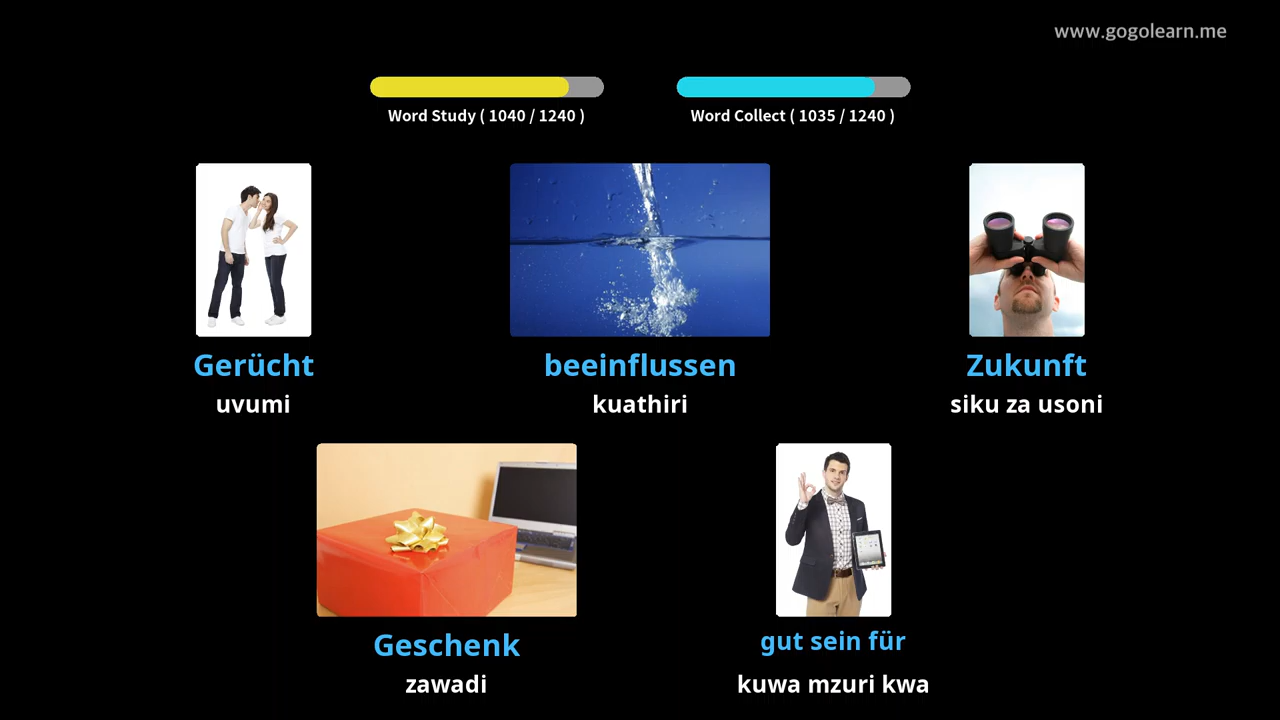 www.gogolearn.me
Word Study ( 1040 / 1240 )
Word Collect ( 1035 / 1240 )
Gerücht
uvumi
beeinflussen
kuathiri
Zukunft
siku za usoni
Geschenk
zawadi
gut sein für
kuwa mzuri kwa